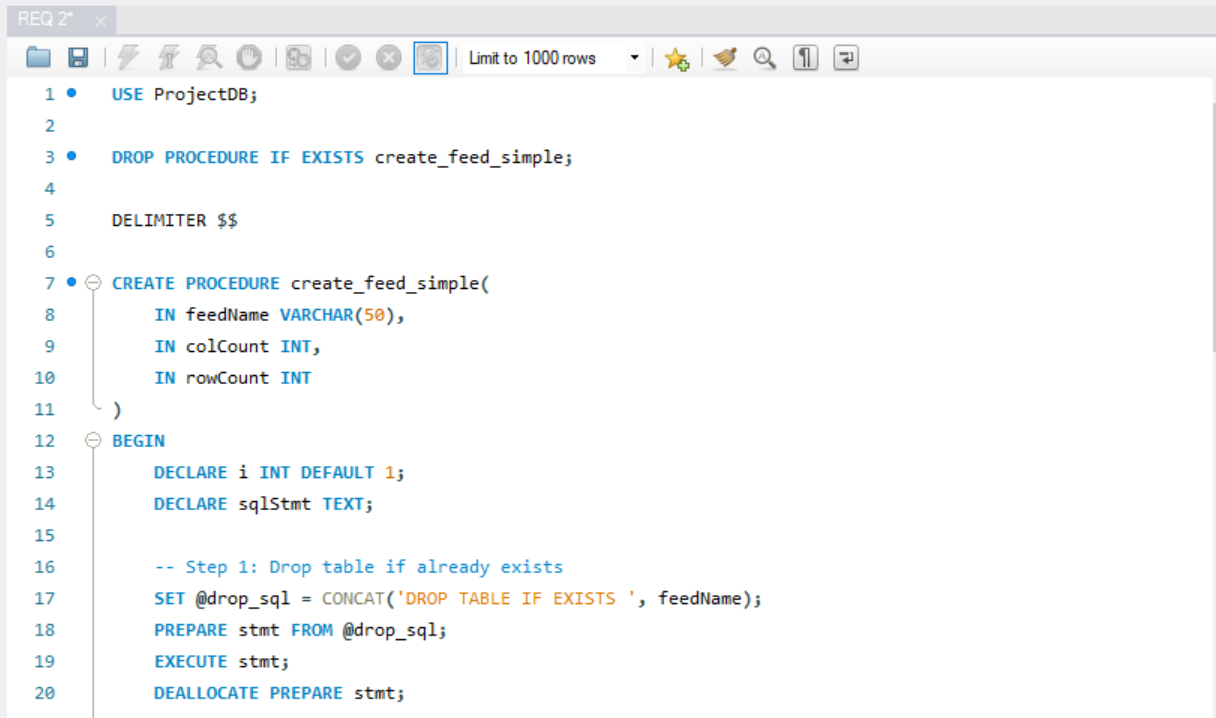 REQ 2*
Limit to 1000 rows
1 USE ProjectDB;
2
3 DROP PROCEDURE IF EXISTS create_feed_simple;
4
5 DELIMITER $$
6
7 CREATE PROCEDURE create_feed_simple(
8 IN feedName VARCHAR(50),
9 IN colCount INT,
10 IN rowCount INT
11 )
12 BEGIN
13 DECLARE i INT DEFAULT 1;
14 DECLARE sqlStmt TEXT;
15
16 -- Step 1: Drop table if already exists
17 SET @drop_sql = CONCAT('DROP TABLE IF EXISTS ', feedName);
18 PREPARE stmt FROM @drop_sql;
19 EXECUTE stmt;
20 DEALLOCATE PREPARE stmt;